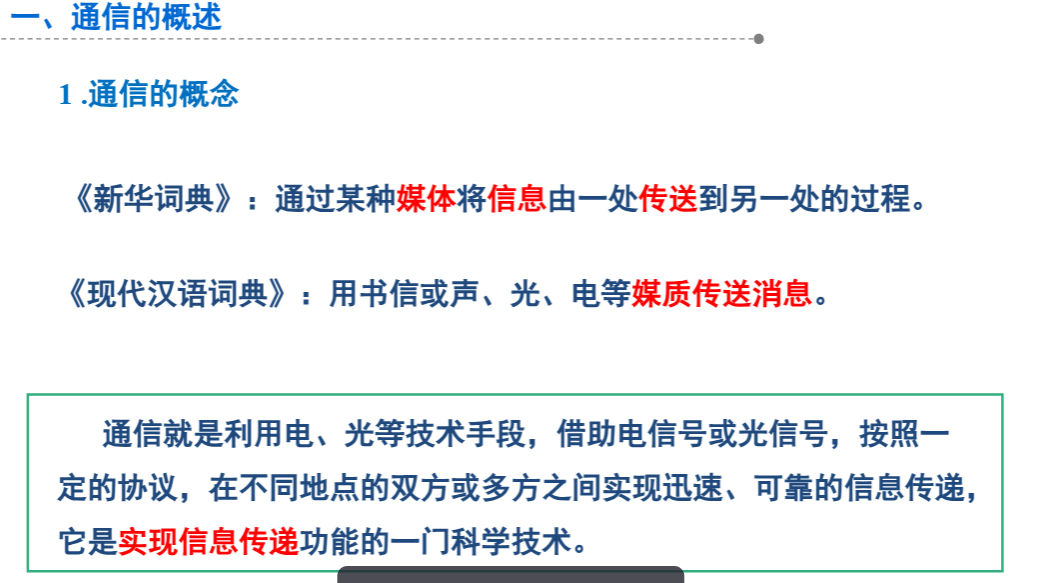 一、通信的概述
1 .通信的概念
《新华词典》：通过某种媒体将信息由一处传送到另一处的过程。
《现代汉语词典》：用书信或声、光、电等媒质传送消息。
通信就是利用电、光等技术手段，借助电信号或光信号，按照一
定的协议，在不同地点的双方或多方之间实现迅速、可靠的信息传递，
它是实现信息传递功能的一门科学技术。